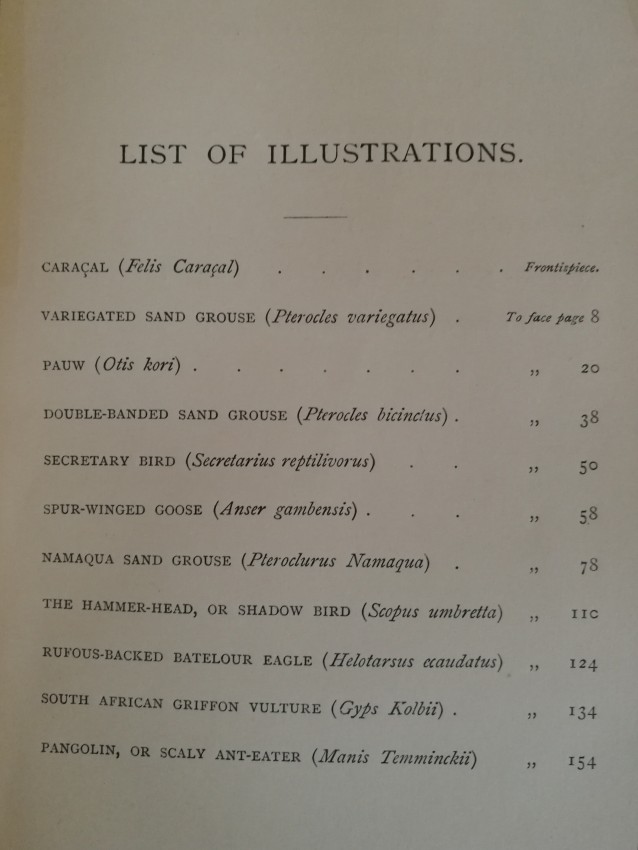 LIST OF ILLUSTRATIONS.
CARAÇAL (Felis Caraçal) . . . . . . Frontispiece.
VARIEGATED SAND GROUSE (Pterocles variegatus) . To face page 8
PAUW (Otis kori) . . . . . . . „ 20
DOUBLE-BANDED SAND GROUSE (Pterocles bicinctus) . „ 38
SECRETARY BIRD (Secretarius reptilivorus) . . „ 50
SPUR-WINGED GOOSE (Anser gambensis) . . . „ 58
NAMAQUA SAND GROUSE (Pteroclurus Namaqua) . „ 78
THE HAMMER-HEAD, OR SHADOW BIRD (Scopus umbretta) „ 110
RUFOUS-BACKED BATELOUR EAGLE (Helotarsus ecaudatus) „ 124
SOUTH AFRICAN GRIFFON VULTURE (Gyps Kolbii) . „ 134
PANGOLIN, OR SCALY ANT-EATER (Manis Temminckii) „ 154